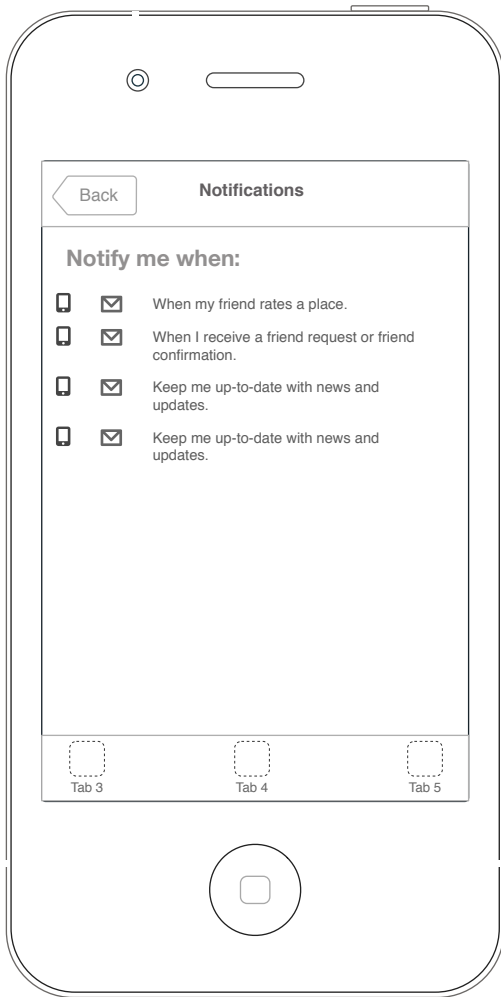 Back
Notifications
Notify me when:
When my friend rates a place.
When I receive a friend request or friend
confirmation.
Keep me up-to-date with news and
updates.
Keep me up-to-date with news and
updates.
Tab 3
Tab 4
Tab 5